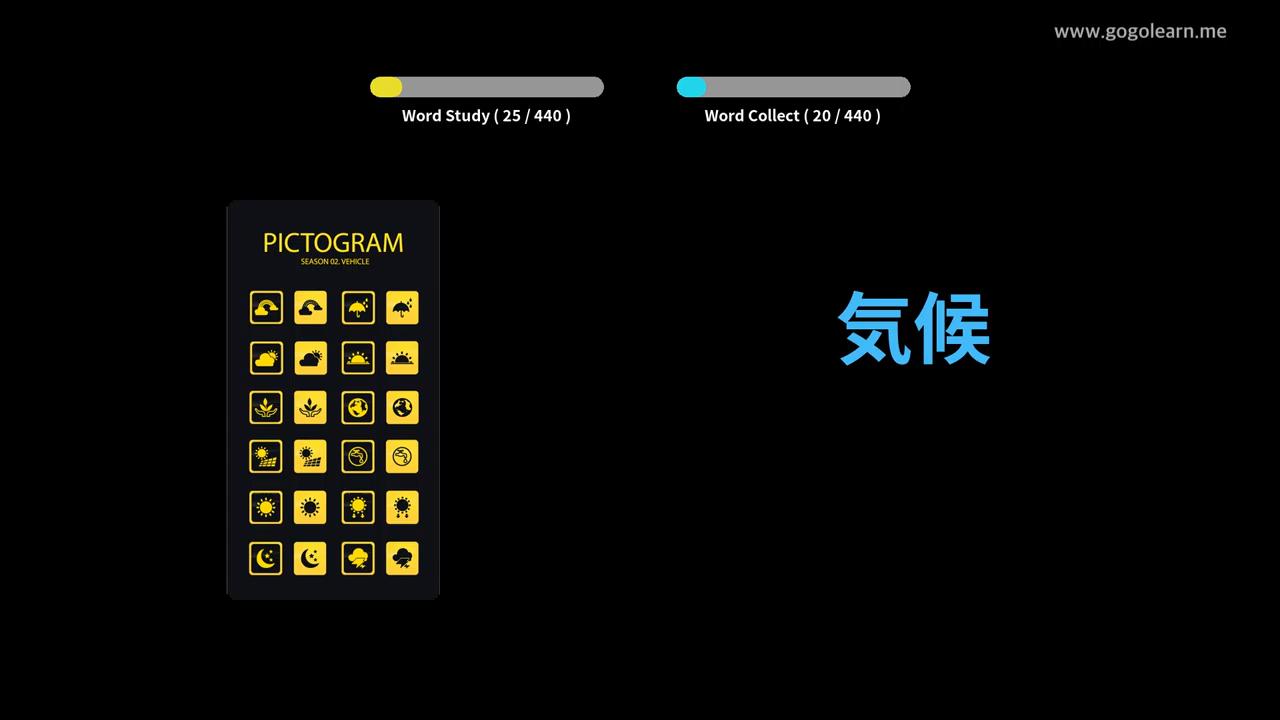 www.gogolearn.me
Word Study ( 25 / 440 )
Word Collect ( 20 / 440 )
PICTOGRAM
SEASON 02. VEHICLE
気候